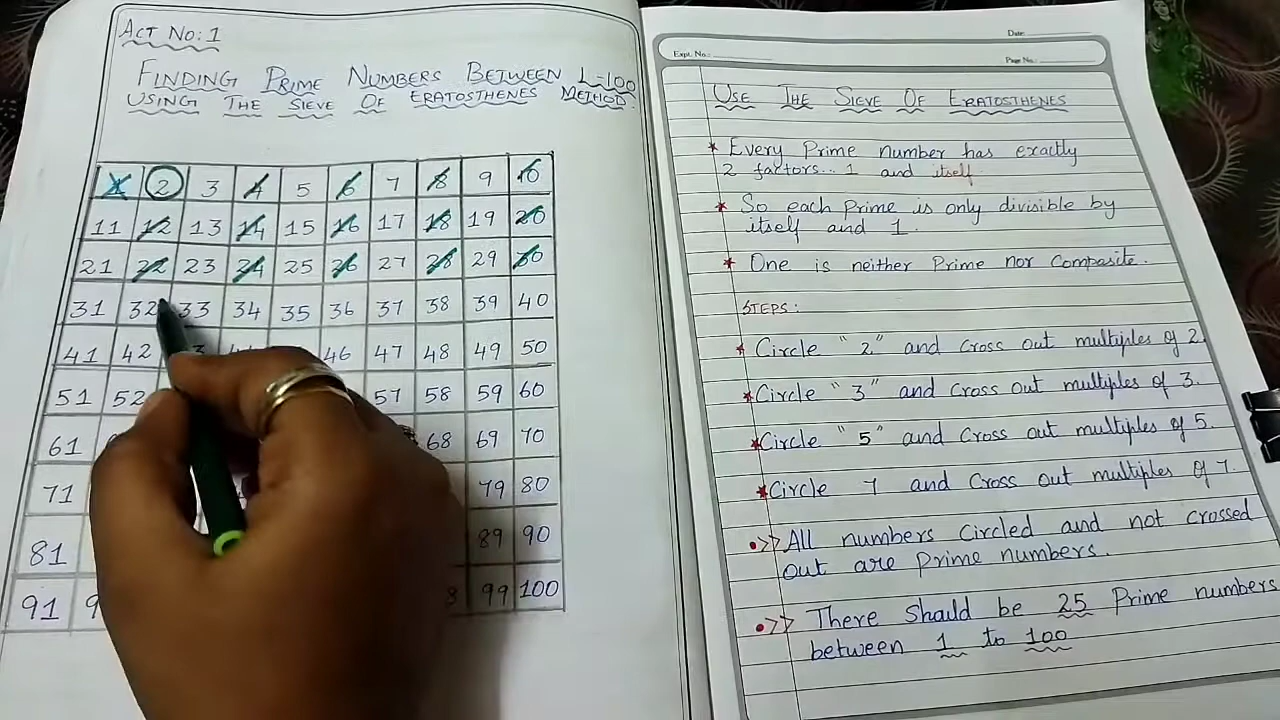 ACT NO: 1
FINDING PRIME NUMBERS BETWEEN 1-100
USING THE SIEVE OF ERATOSTHENES METHOD.
1 2 3 4 5 6 7 8 9 10
11 12 13 14 15 16 17 18 19 20
21 22 23 24 25 26 27 28 29 30
31 32 33 34 35 36 37 38 39 40
41 42 46 47 48 49 50
51 52 57 58 59 60
61 68 69 70
71 79 80
81 89 90
91 99 100
Date:
Expt. No.:
Page No.:
USE THE SIEVE OF ERATOSTHENES
* Every Prime number has exactly
2 factors.. 1 and itself.
* So each Prime is only divisible by
itself and 1.
* One is neither Prime nor Composite.
STEPS:
* Circle "2" and Cross out multiples of 2.
* Circle "3" and Cross out multiples of 3.
* Circle "5" and Cross out multiples of 5.
* Circle 7 and Cross out multiples of 7.
•>> All numbers Circled and not crossed
out are Prime numbers.
•>> There should be 25 Prime numbers
between 1 to 100